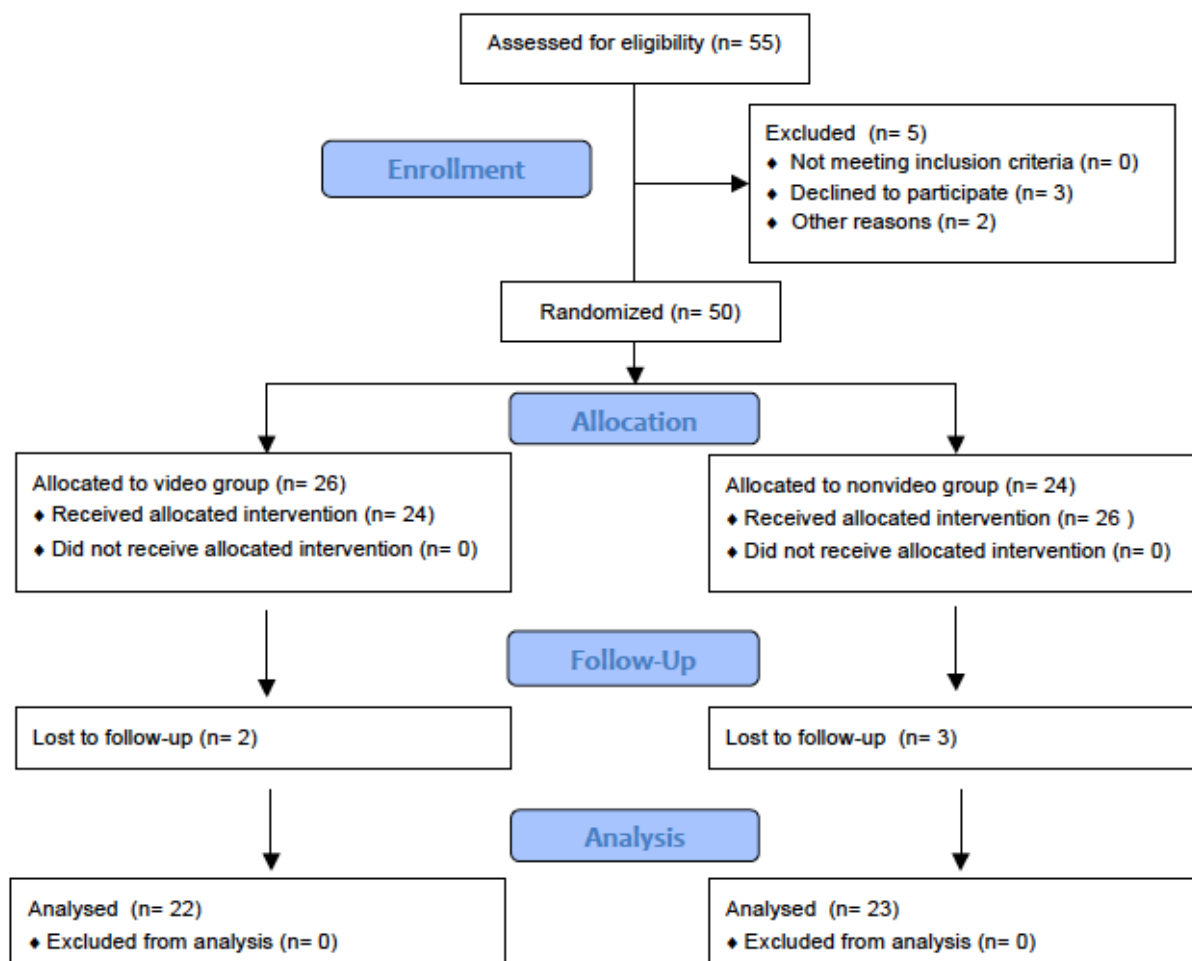 Assessed for eligibility (n= 55)
Excluded (n= 5)
♦ Not meeting inclusion criteria (n= 0)
♦ Declined to participate (n= 3)
♦ Other reasons (n= 2)
Enrollment
Randomized (n= 50)
Allocation
Allocated to video group (n= 26)
♦ Received allocated intervention (n= 24)
♦ Did not receive allocated intervention (n= 0)
Allocated to nonvideo group (n= 24)
♦ Received allocated intervention (n= 26 )
♦ Did not receive allocated intervention (n= 0)
Follow-Up
Lost to follow-up (n= 2)
Lost to follow-up (n= 3)
Analysis
Analysed (n= 22)
♦ Excluded from analysis (n= 0)
Analysed (n= 23)
♦ Excluded from analysis (n= 0)